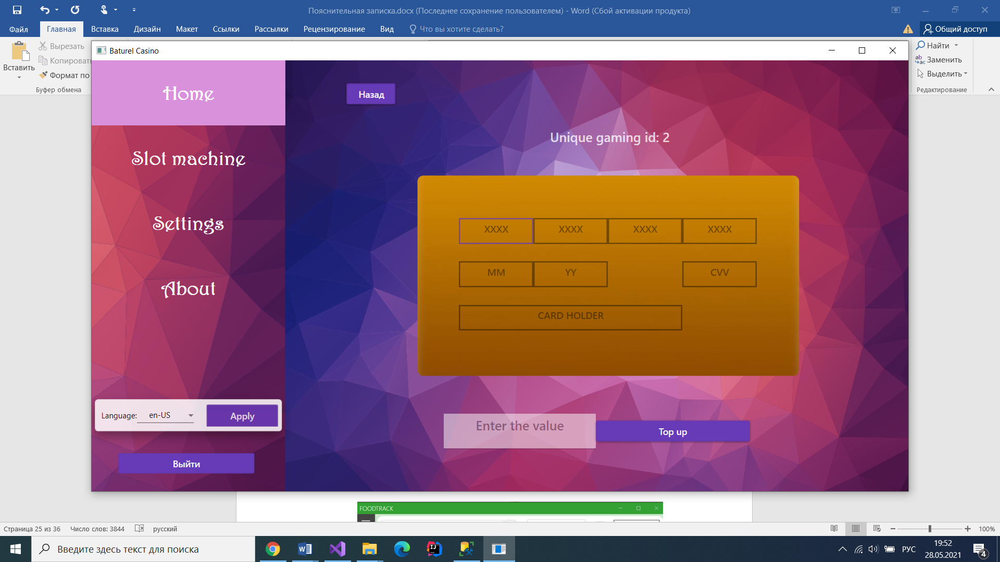 Пояснительная записка.docx (Последнее сохранение пользователем) - Word (Сбой активации продукта)
Файл Главная Вставка Дизайн Макет Ссылки Рассылки Рецензирование Вид Что вы хотите сделать? Общий доступ
Вставить
Вырезать
Копировать
Формат по
Буфер обмена
Найти
Заменить
Выделить
Редактирование
Baturel Casino
Home
Slot machine
Settings
About
Language: en-US Apply
Выйти
Назад
Unique gaming id: 2
XXXX XXXX XXXX XXXX
MM YY CVV
CARD HOLDER
Enter the value Top up
FOODTRACK
Страница 25 из 36 Число слов: 3844 русский 100%
Введите здесь текст для поиска
РУС
19:52
28.05.2021
4